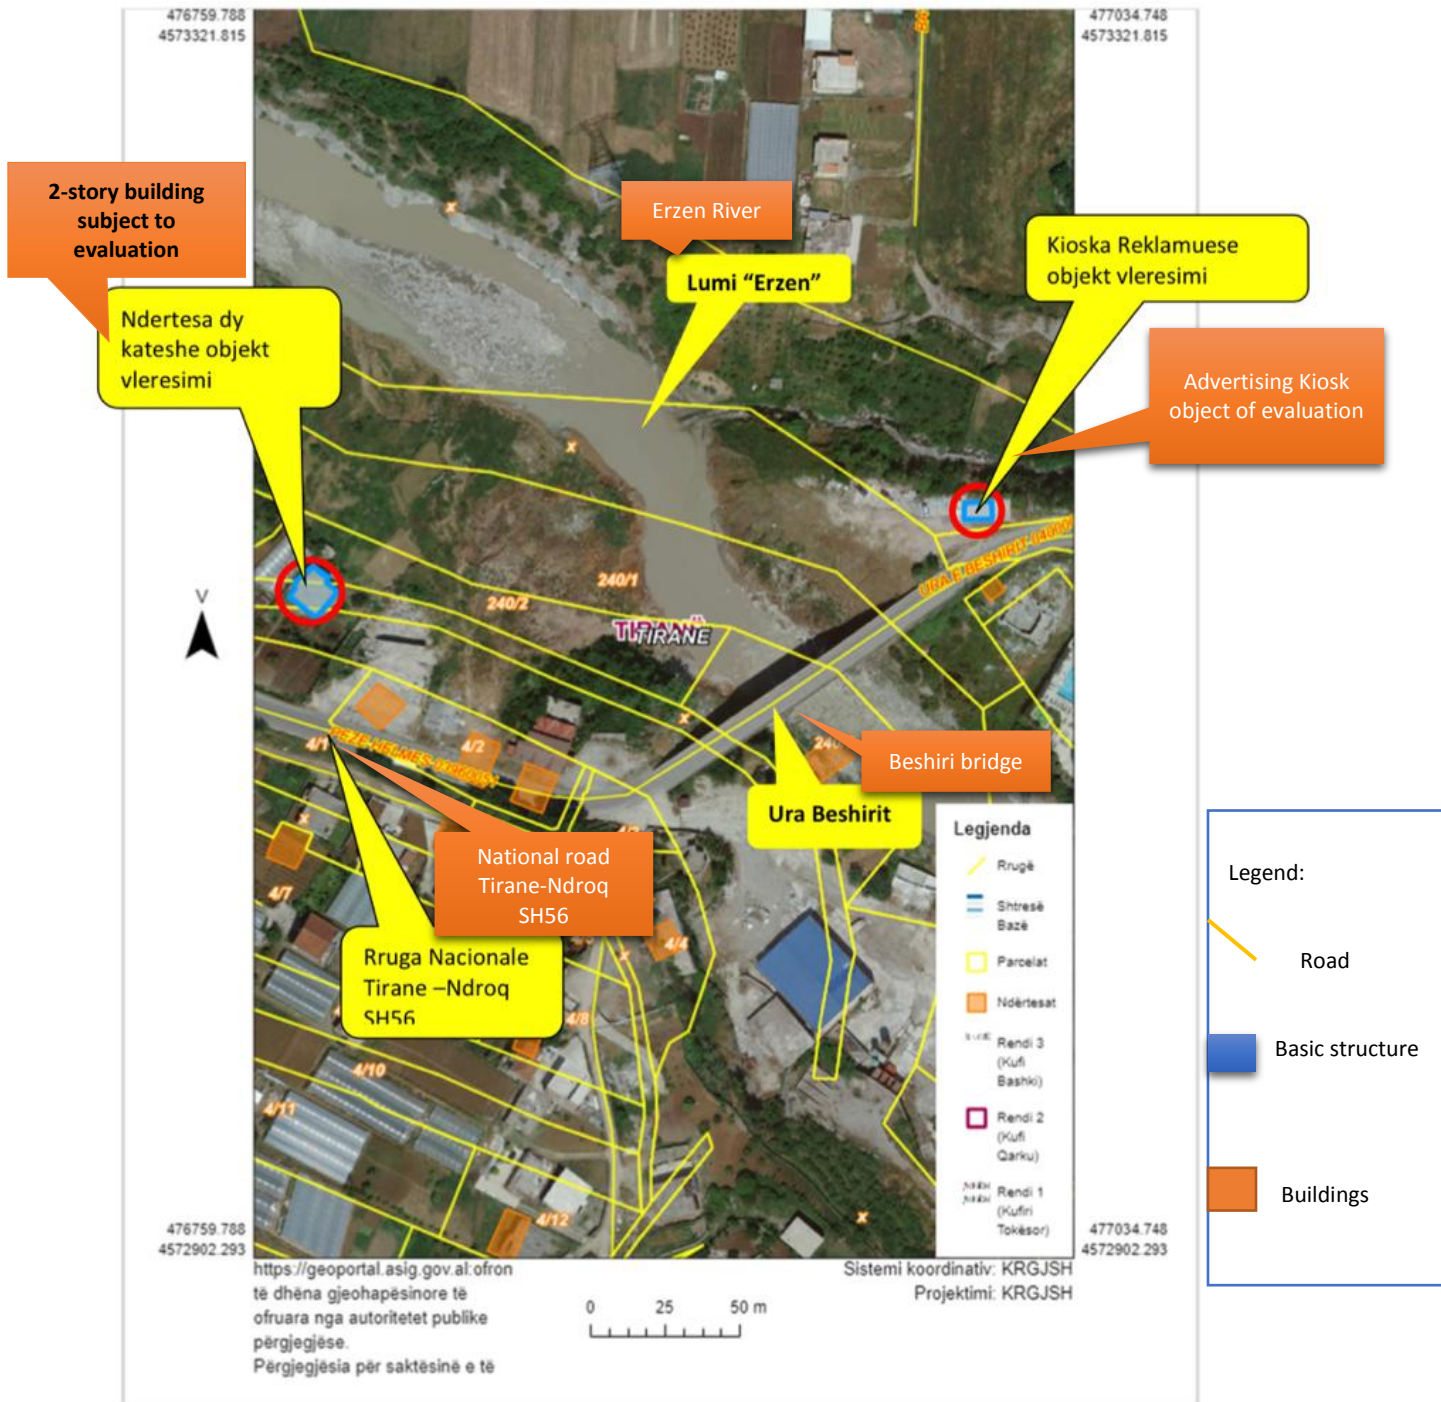 476759.788
4573321.815
477034.748
4573321.815
2-story building
subject to
evaluation
Erzen River
Kioska Reklamuese
objekt vleresimi
Lumi “Erzen”
Ndertesa dy
kateshe objekt
vleresimi
Advertising Kiosk
object of evaluation
URA E BESHIRIT
240/1
240/2
TIRANË
TIRANE
V
x
x
x
4/1
PEZE-HELMES
4/2
240
Beshiri bridge
Ura Beshirit
National road
Tirane-Ndroq
SH56
x
4/7
4/4
x
Rruga Nacionale
Tirane –Ndroq
SH56
4/8
4/10
4/11
4/12
x
Legjenda
Rrugë
Shtresë
Bazë
Parcelat
Ndërtesat
Rendi 3
(Kufi
Bashki)
Rendi 2
(Kufi
Qarku)
Rendi 1
(Kufiri
Tokësor)
Legend:
Road
Basic structure
Buildings
476759.788
4572902.293
477034.748
4572902.293
https://geoportal.asig.gov.al:ofron
të dhëna gjeohapësinore të
ofruara nga autoritetet publike
përgjegjëse.
Përgjegjësia për saktësinë e të
0 25 50 m
Sistemi koordinativ: KRGJSH
Projektimi: KRGJSH